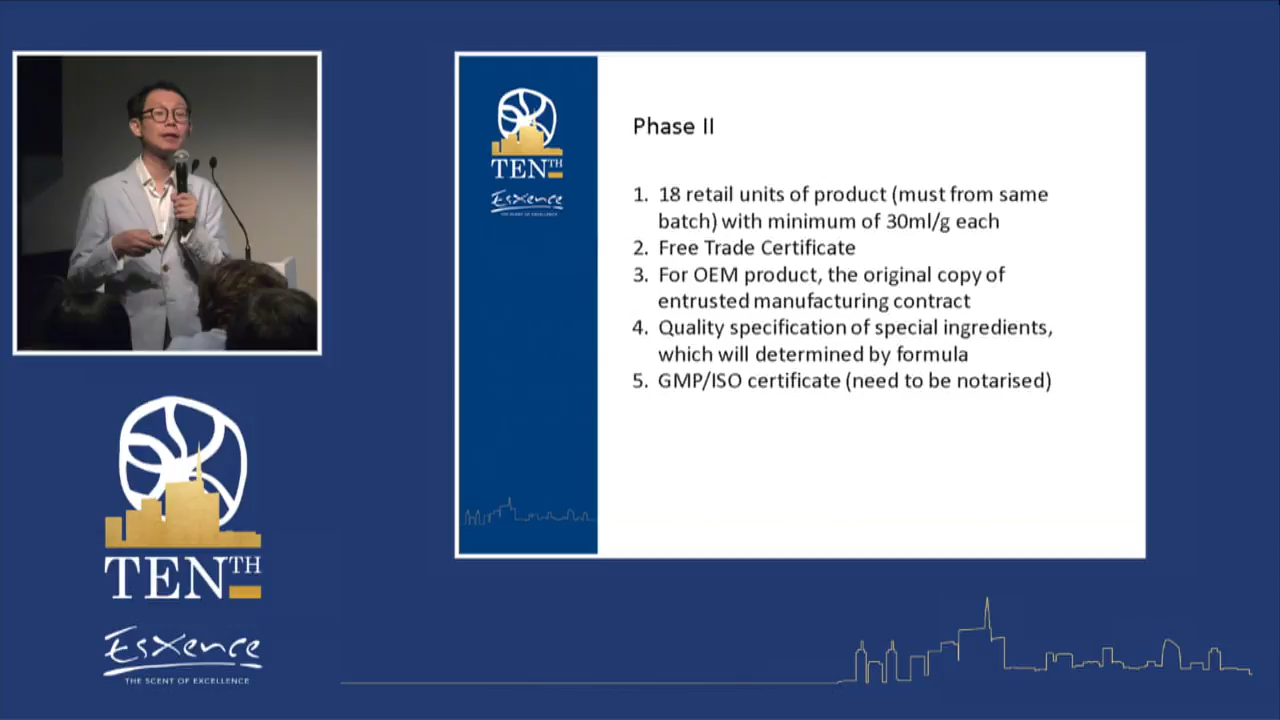 TENTH
Esxence
THE SCENT OF EXCELLENCE
Phase II
1. 18 retail units of product (must from same
batch) with minimum of 30ml/g each
2. Free Trade Certificate
3. For OEM product, the original copy of
entrusted manufacturing contract
4. Quality specification of special ingredients,
which will determined by formula
5. GMP/ISO certificate (need to be notarised)
TENTH
Esxence
THE SCENT OF EXCELLENCE